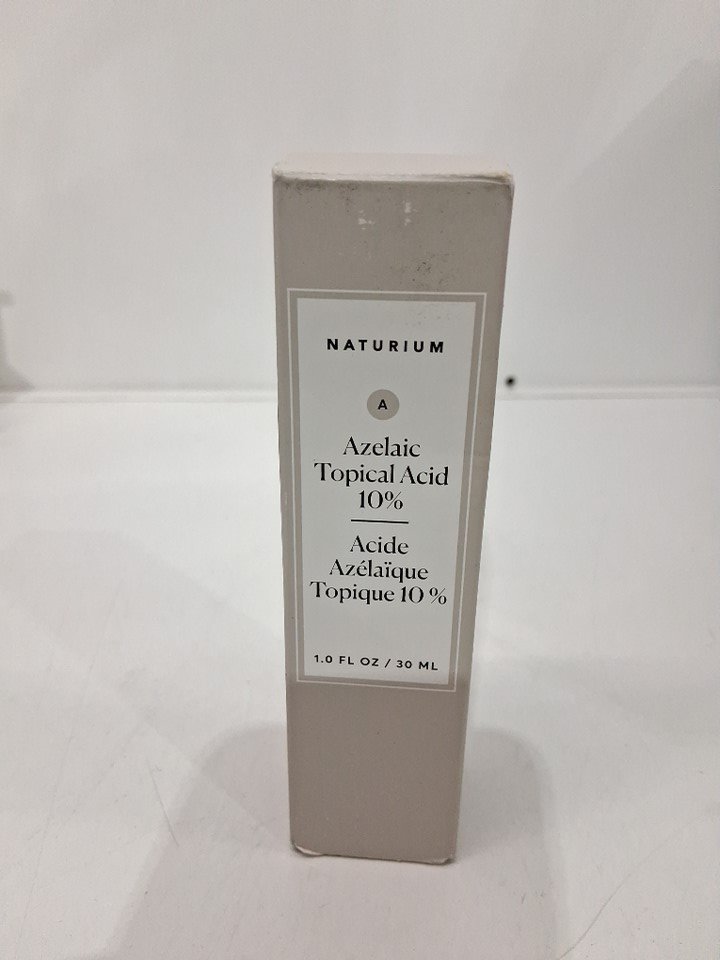 NATURIUM
A
Azelaic
Topical Acid
10%
Acide
Azélaïque
Topique 10 %
1.0 FL OZ / 30 ML